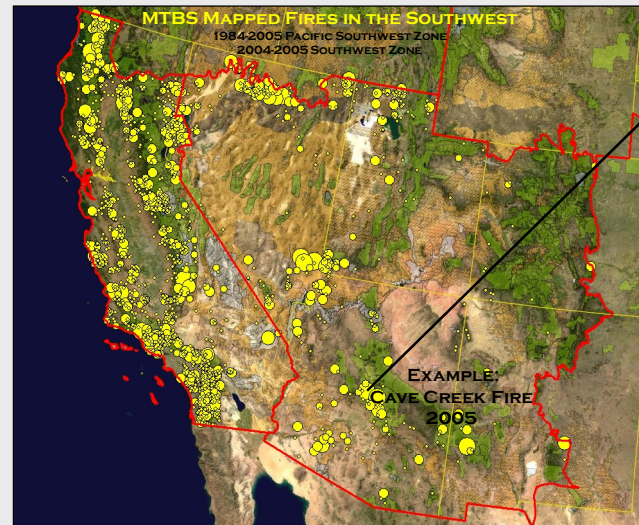 MTBS MAPPED FIRES IN THE SOUTHWEST
1984-2005 PACIFIC SOUTHWEST ZONE
2004-2005 SOUTHWEST ZONE
EXAMPLE:
CAVE CREEK FIRE
2005